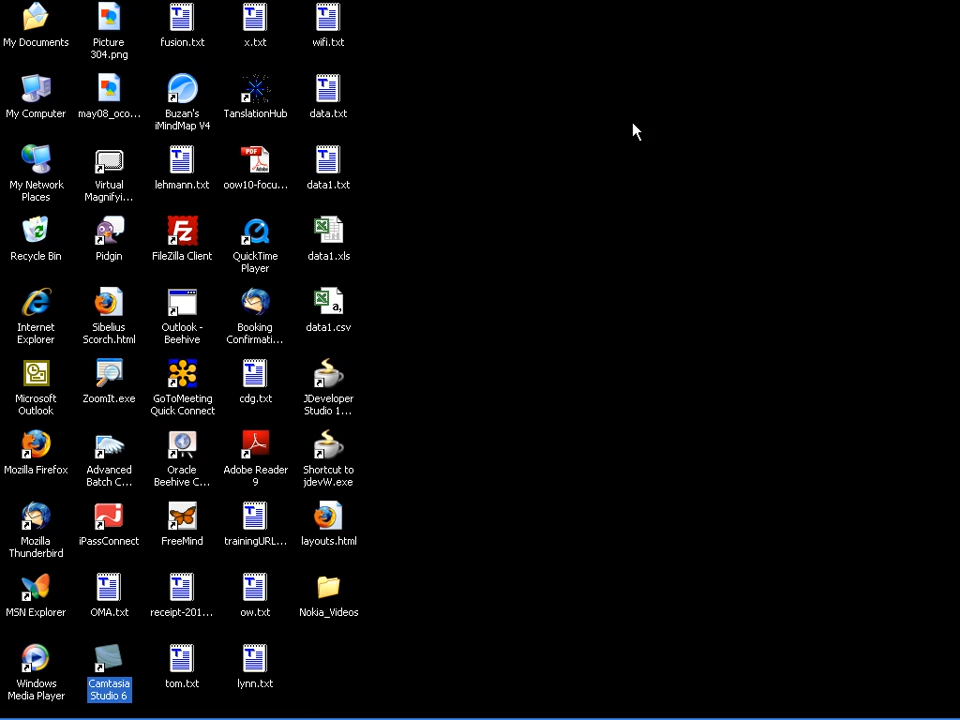 My Documents
Picture
304.png
fusion.txt
x.txt
wifi.txt
My Computer
may08_oco...
Buzan's
iMindMap V4
TanslationHub
data.txt
My Network
Places
Virtual
Magnifyi...
lehmann.txt
PDF
Adobe
oow10-focu...
data1.txt
Recycle Bin
Pidgin
FileZilla Client
QuickTime
Player
data1.xls
Internet
Explorer
Sibelius
Scorch.html
Outlook -
Beehive
Booking
Confirmati...
a,
data1.csv
Microsoft
Outlook
ZoomIt.exe
GoToMeeting
Quick Connect
cdg.txt
JDeveloper
Studio 1...
Mozilla Firefox
Advanced
Batch C...
Oracle
Beehive C...
Adobe Reader
9
Shortcut to
jdevW.exe
Mozilla
Thunderbird
iPassConnect
FreeMind
trainingURL...
layouts.html
MSN Explorer
OMA.txt
receipt-201...
ow.txt
Nokia_Videos
Windows
Media Player
Camtasia
Studio 6
tom.txt
lynn.txt